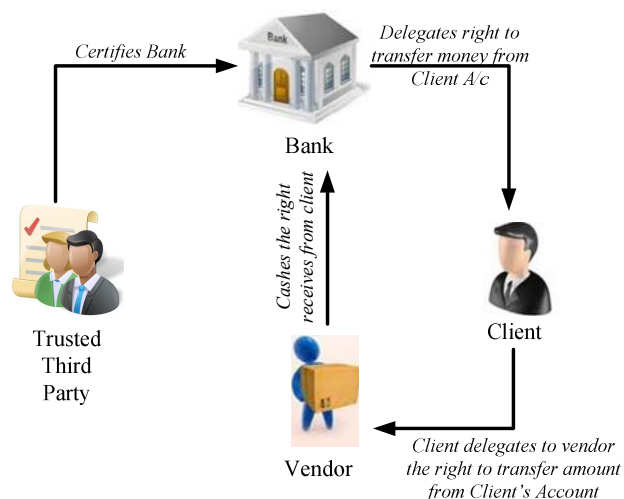 Certifies Bank
Bank
Delegates right to
transfer money from
Client A/c
Bank
Cashes the right
receives from client
Trusted
Third
Party
Client
Vendor
Client delegates to vendor
the right to transfer amount
from Client's Account